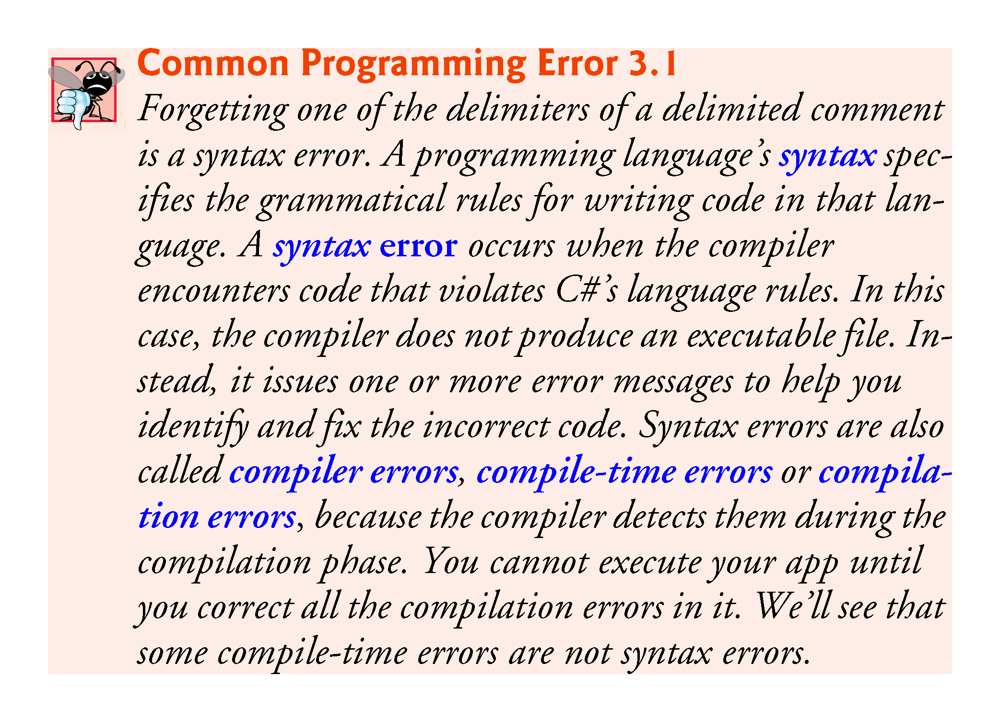 Common Programming Error 3.1
Forgetting one of the delimiters of a delimited comment
is a syntax error. A programming language’s syntax spec-
ifies the grammatical rules for writing code in that lan-
guage. A syntax error occurs when the compiler
encounters code that violates C#’s language rules. In this
case, the compiler does not produce an executable file. In-
stead, it issues one or more error messages to help you
identify and fix the incorrect code. Syntax errors are also
called compiler errors, compile-time errors or compila-
tion errors, because the compiler detects them during the
compilation phase. You cannot execute your app until
you correct all the compilation errors in it. We’ll see that
some compile-time errors are not syntax errors.
31